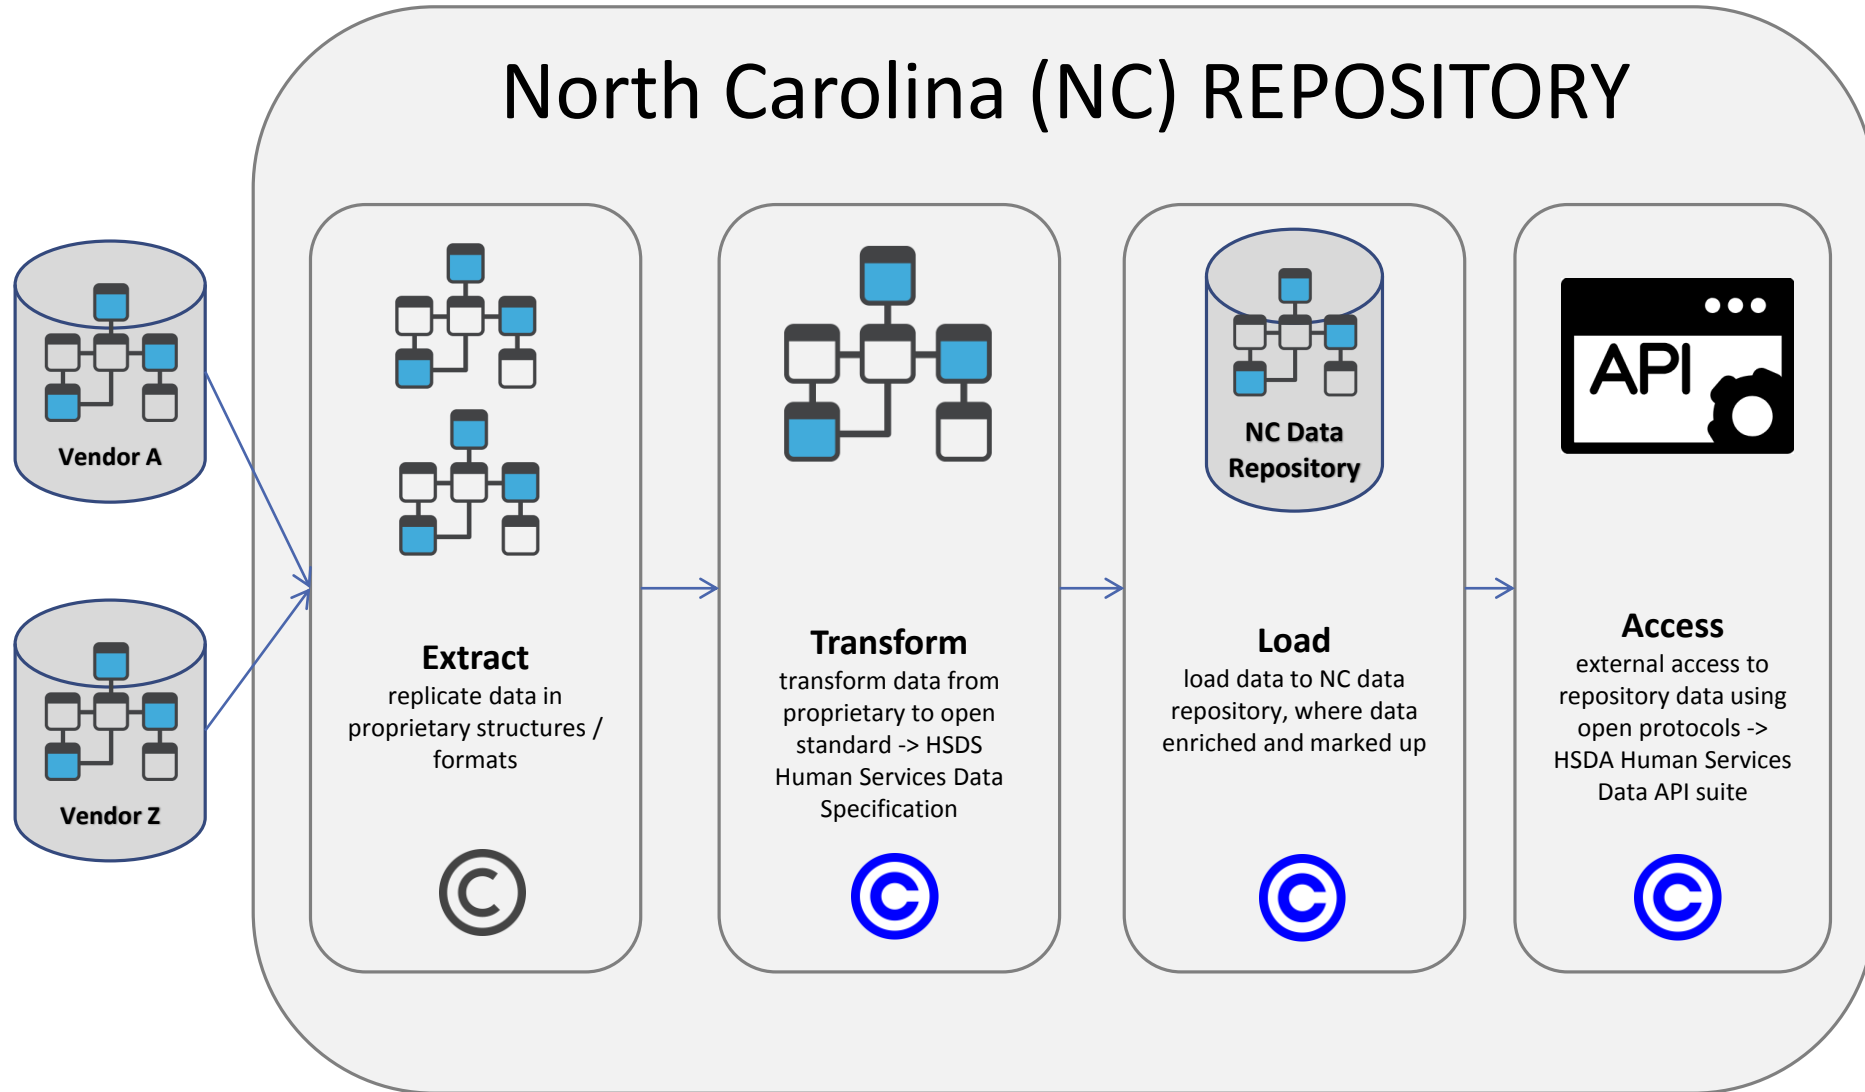 North Carolina (NC) REPOSITORY
Vendor A
Vendor Z
Extract
replicate data in
proprietary structures /
formats
©
Transform
transform data from
proprietary to open
standard -> HSDS
Human Services Data
Specification
©
NC Data
Repository
Load
load data to NC data
repository, where data
enriched and marked up
©
API
Access
external access to
repository data using
open protocols ->
HSDA Human Services
Data API suite
©